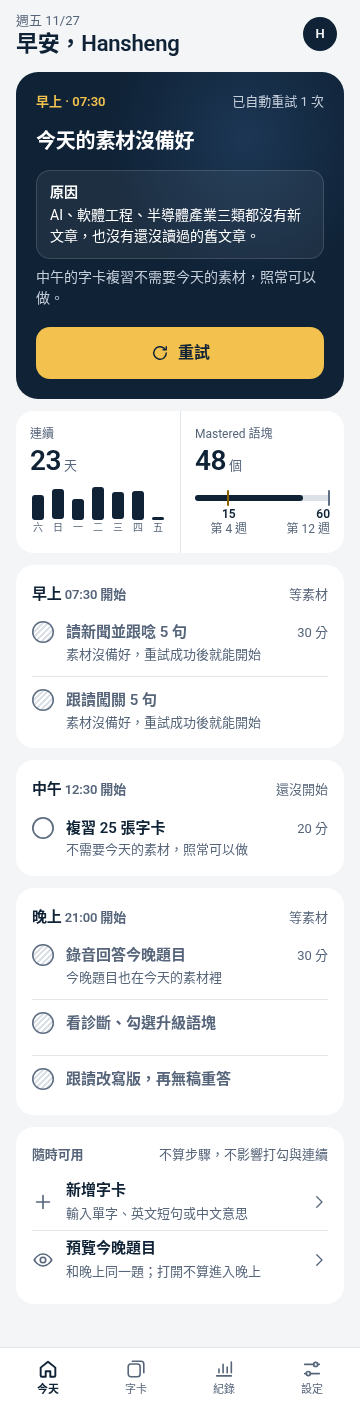 週五 11/27
早安，Hansheng
H
早上 · 07:30
已自動重試 1 次
今天的素材沒備好
原因
AI、軟體工程、半導體產業三類都沒有新
文章，也沒有還沒讀過的舊文章。
中午的字卡複習不需要今天的素材，照常可以
做。
重試
連續
23 天
六 日 一 二 三 四 五
Mastered 語塊
48 個
15 60
第 4 週 第 12 週
早上 07:30 開始
等素材
讀新聞並跟唸 5 句
30 分
素材沒備好，重試成功後就能開始
跟讀闖關 5 句
素材沒備好，重試成功後就能開始
中午 12:30 開始
還沒開始
複習 25 張字卡
20 分
不需要今天的素材，照常可以做
晚上 21:00 開始
等素材
錄音回答今晚題目
30 分
今晚題目也在今天的素材裡
看診斷、勾選升級語塊
跟讀改寫版，再無稿重答
隨時可用
不算步驟，不影響打勾與連續
新增字卡
輸入單字、英文短句或中文意思
預覽今晚題目
和晚上同一題；打開不算進入晚上
今天
字卡
紀錄
設定